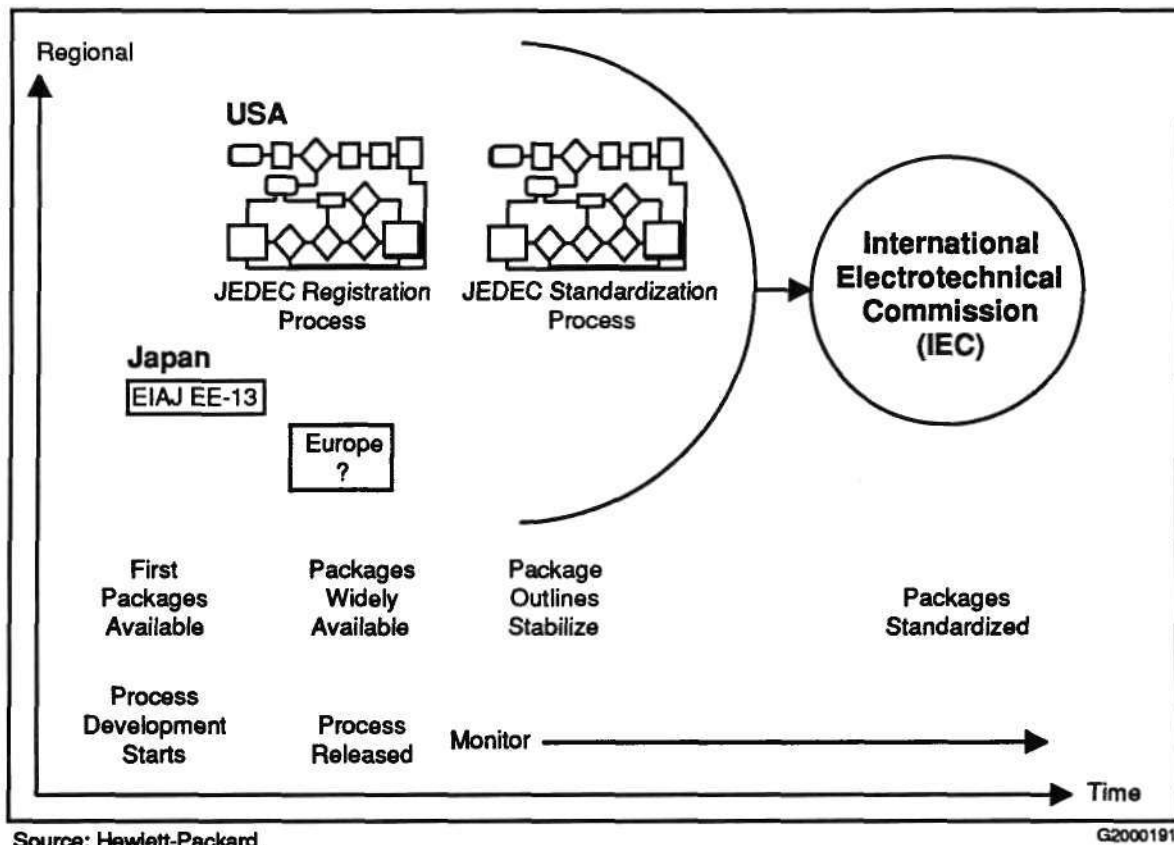 Regional
USA
JEDEC Registration
Process
JEDEC Standardization
Process
International
Electrotechnical
Commission
(IEC)
Japan
EIAJ EE-13
Europe
?
First
Packages
Available
Packages
Widely
Available
Package
Outlines
Stabilize
Packages
Standardized
Process
Development
Starts
Process
Released
Monitor
Time
Source: Hewlett-Packard
G2000191